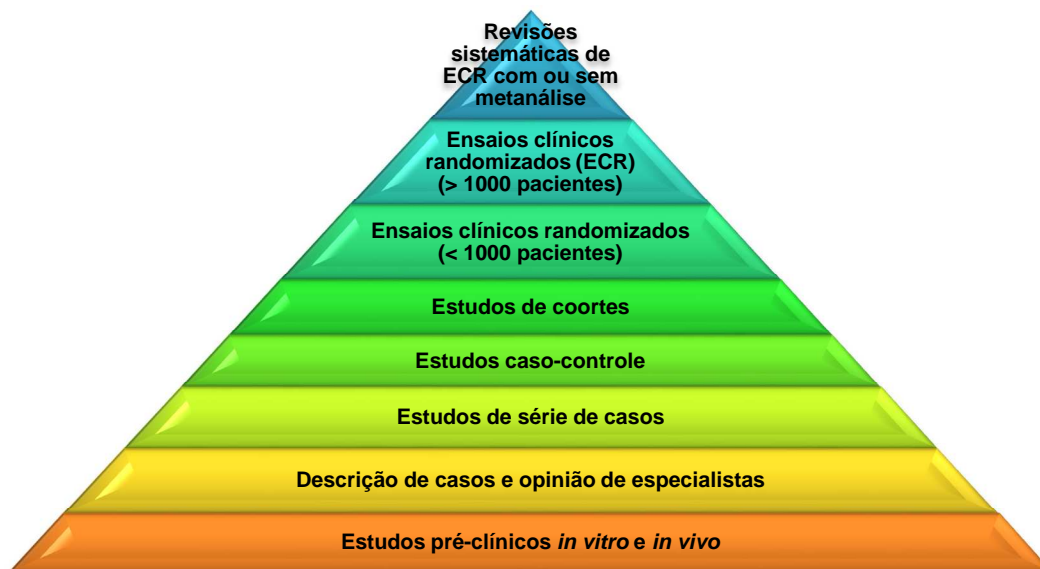 Revisões
sistemáticas de
ECR com ou sem
metanálise
Ensaios clínicos
randomizados (ECR)
(> 1000 pacientes)
Ensaios clínicos randomizados
(< 1000 pacientes)
Estudos de coortes
Estudos caso-controle
Estudos de série de casos
Descrição de casos e opinião de especialistas
Estudos pré-clínicos in vitro e in vivo